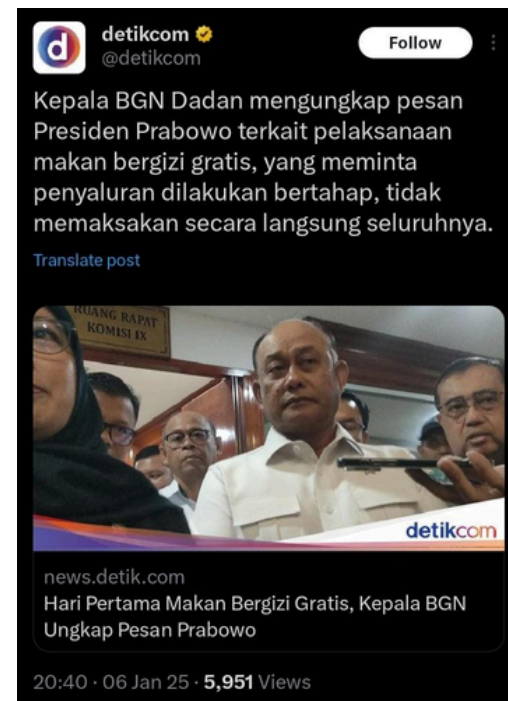 detikcom
@detikcom
Follow
Kepala BGN Dadan mengungkap pesan
Presiden Prabowo terkait pelaksanaan
makan bergizi gratis, yang meminta
penyaluran dilakukan bertahap, tidak
memaksakan secara langsung seluruhnya.
Translate post
RUANG RAPAT
KOMISI IX
detikcom
news.detik.com
Hari Pertama Makan Bergizi Gratis, Kepala BGN
Ungkap Pesan Prabowo
20:40 · 06 Jan 25 · 5,951 Views